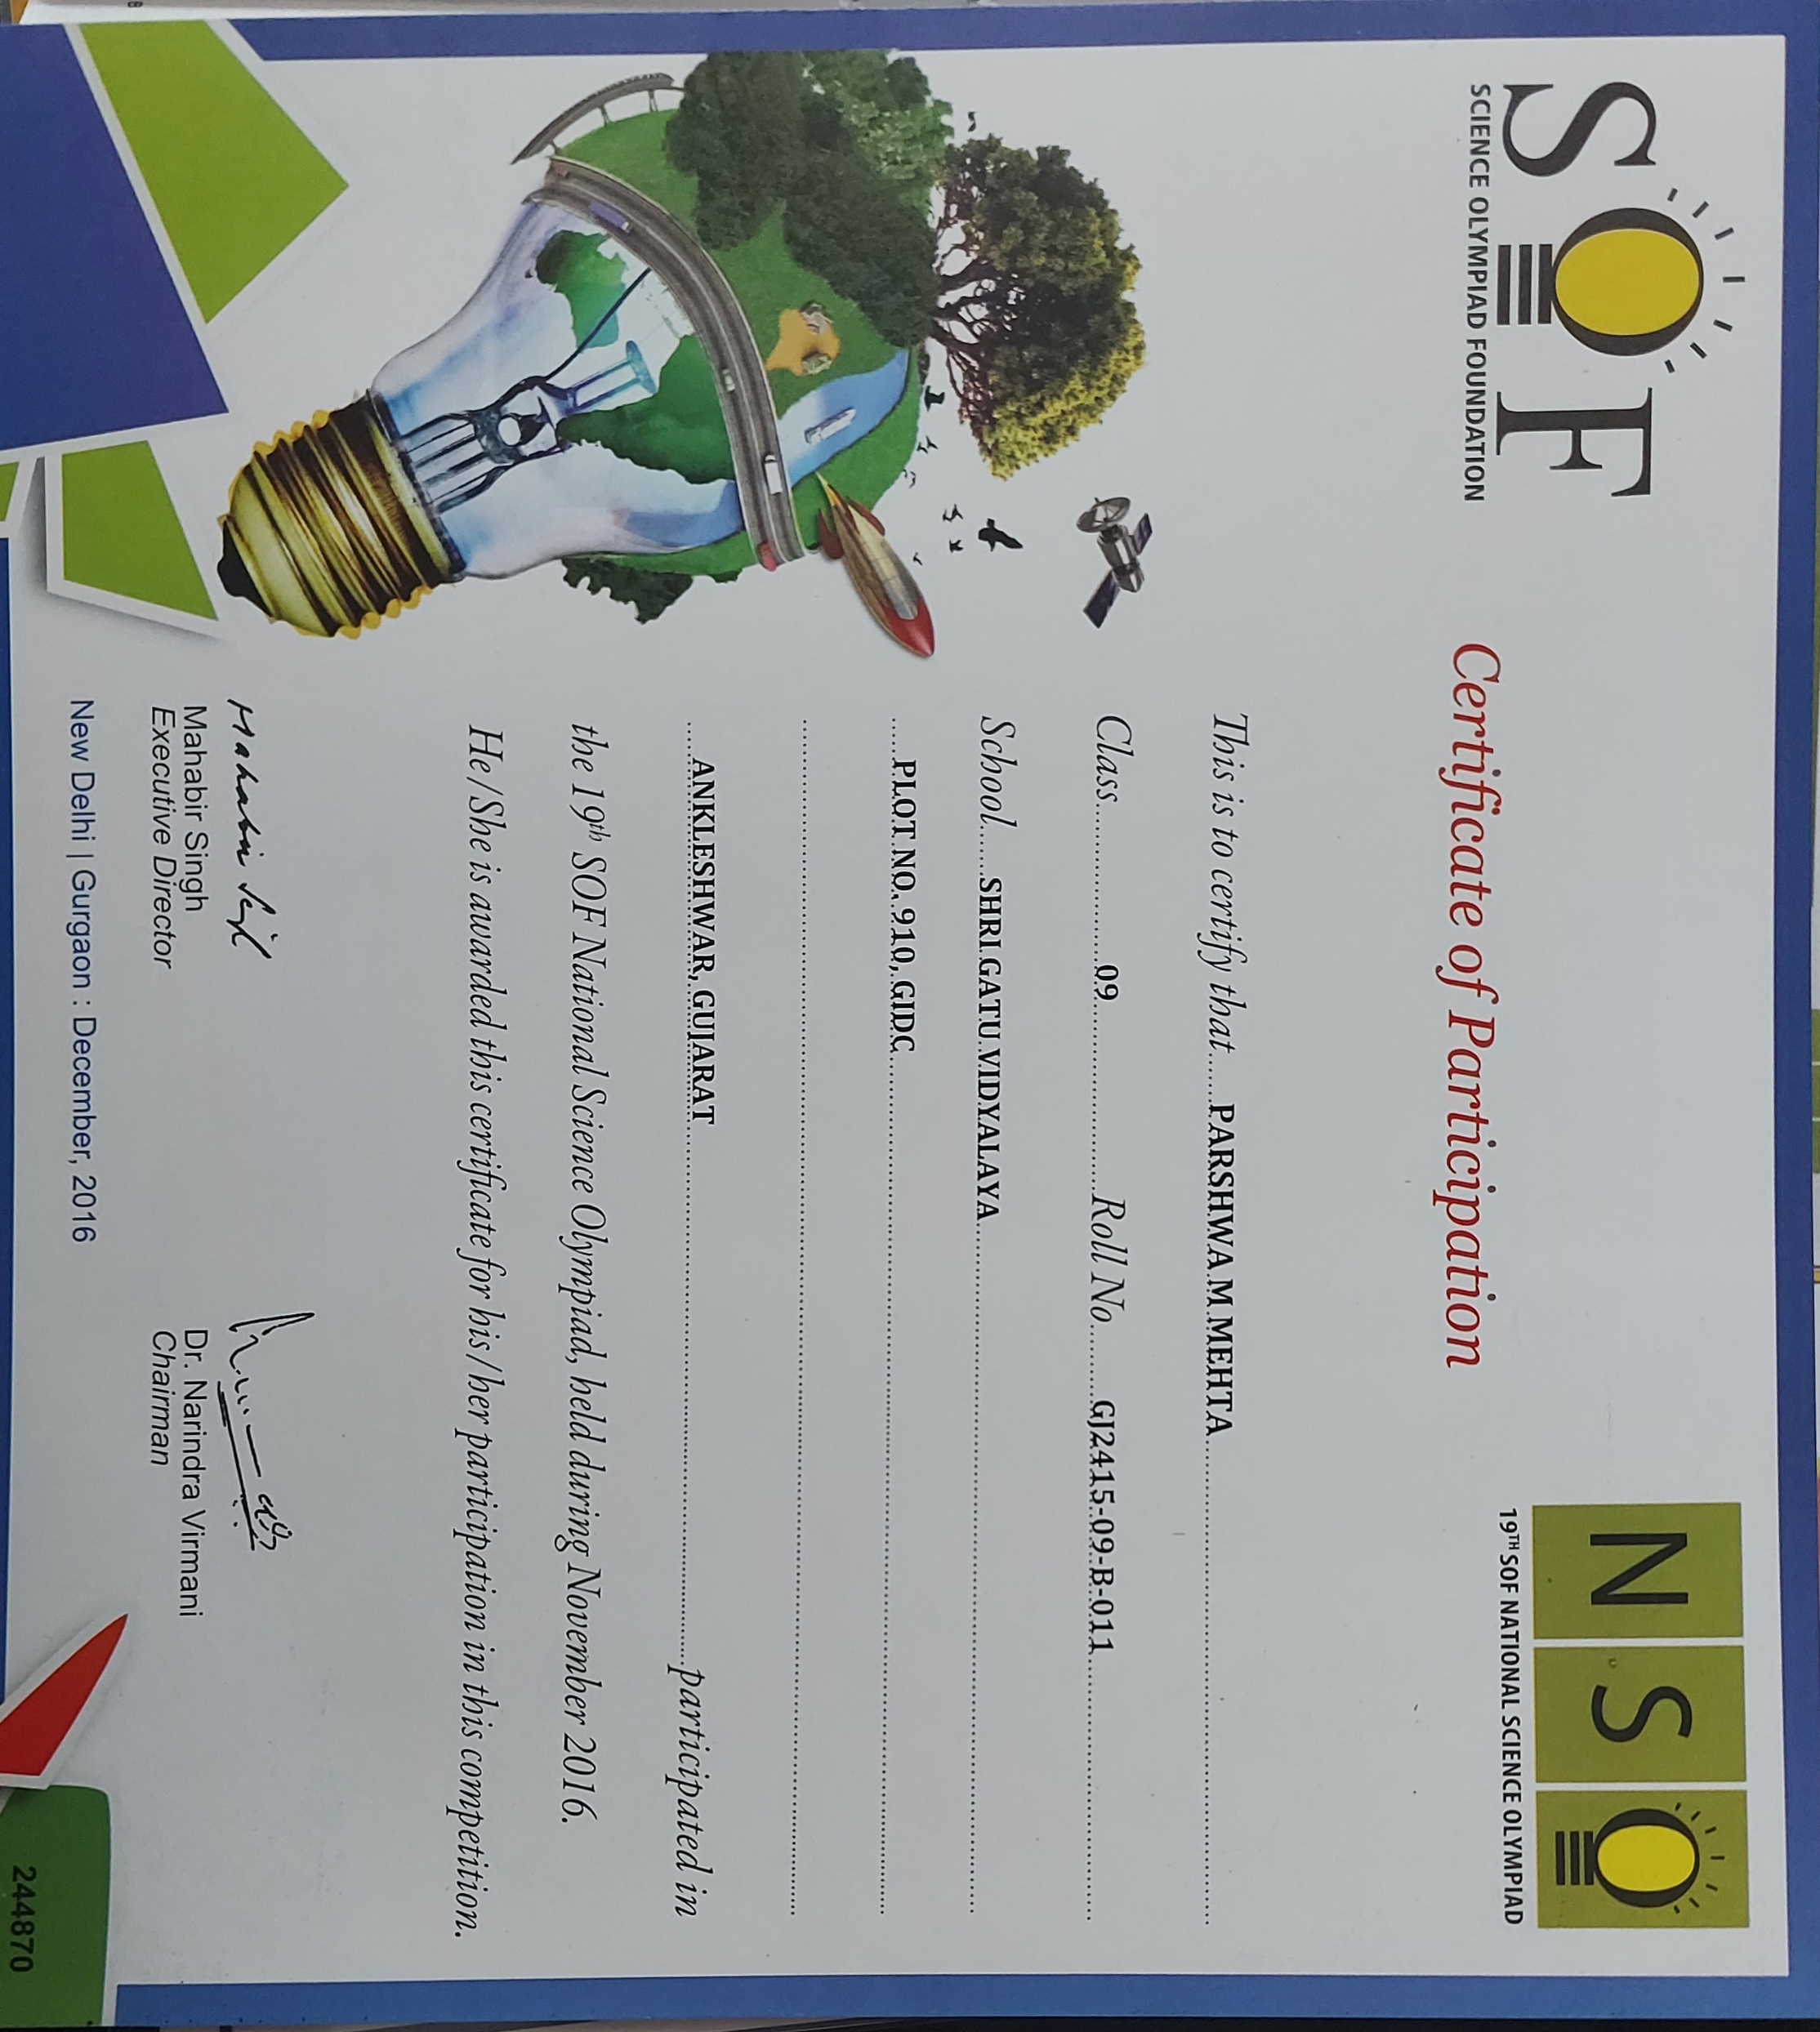 SOF
SCIENCE OLYMPIAD FOUNDATION
NSO
19TH SOF NATIONAL SCIENCE OLYMPIAD
Certificate of Participation
This is to certify that......PARSHWA M MEHTA
Class 09 Roll No GJ2415-09-B-011
School SHRI GATU VIDYALAYA
PLOT NO. 910, GIDC
ANKLESHWAR, GUJARAT participated in
the 19th SOF National Science Olympiad, held during November 2016.
He/She is awarded this certificate for his/her participation in this competition.
Mahabir Singh
Mahabir Singh
Executive Director
Dr. Narindra Virmani
Chairman
New Delhi | Gurgaon : December, 2016
244870